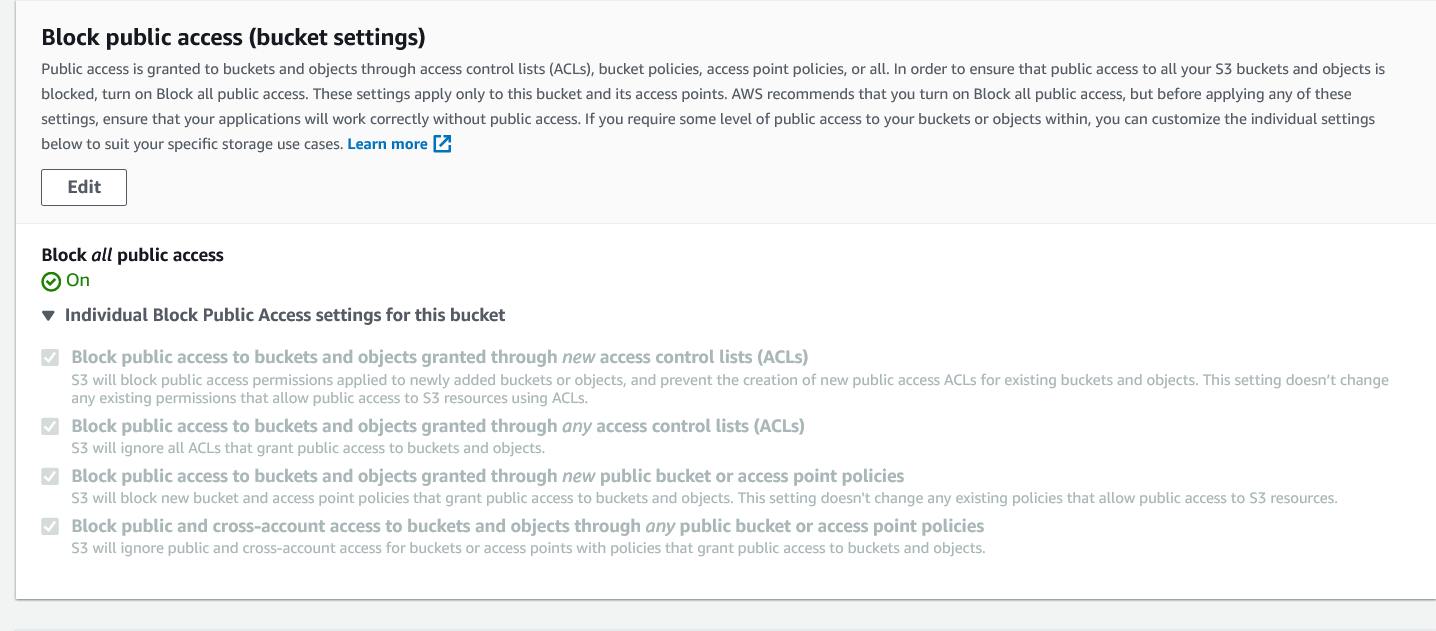 Block public access (bucket settings)
Public access is granted to buckets and objects through access control lists (ACLs), bucket policies, access point policies, or all. In order to ensure that public access to all your S3 buckets and objects is
blocked, turn on Block all public access. These settings apply only to this bucket and its access points. AWS recommends that you turn on Block all public access, but before applying any of these
settings, ensure that your applications will work correctly without public access. If you require some level of public access to your buckets or objects within, you can customize the individual settings
below to suit your specific storage use cases. Learn more
Edit
Block all public access
On
Individual Block Public Access settings for this bucket
Block public access to buckets and objects granted through new access control lists (ACLs)
S3 will block public access permissions applied to newly added buckets or objects, and prevent the creation of new public access ACLs for existing buckets and objects. This setting doesn’t change
any existing permissions that allow public access to S3 resources using ACLs.
Block public access to buckets and objects granted through any access control lists (ACLs)
S3 will ignore all ACLs that grant public access to buckets and objects.
Block public access to buckets and objects granted through new public bucket or access point policies
S3 will block new bucket and access point policies that grant public access to buckets and objects. This setting doesn't change any existing policies that allow public access to S3 resources.
Block public and cross-account access to buckets and objects through any public bucket or access point policies
S3 will ignore public and cross-account access for buckets or access points with policies that grant public access to buckets and objects.